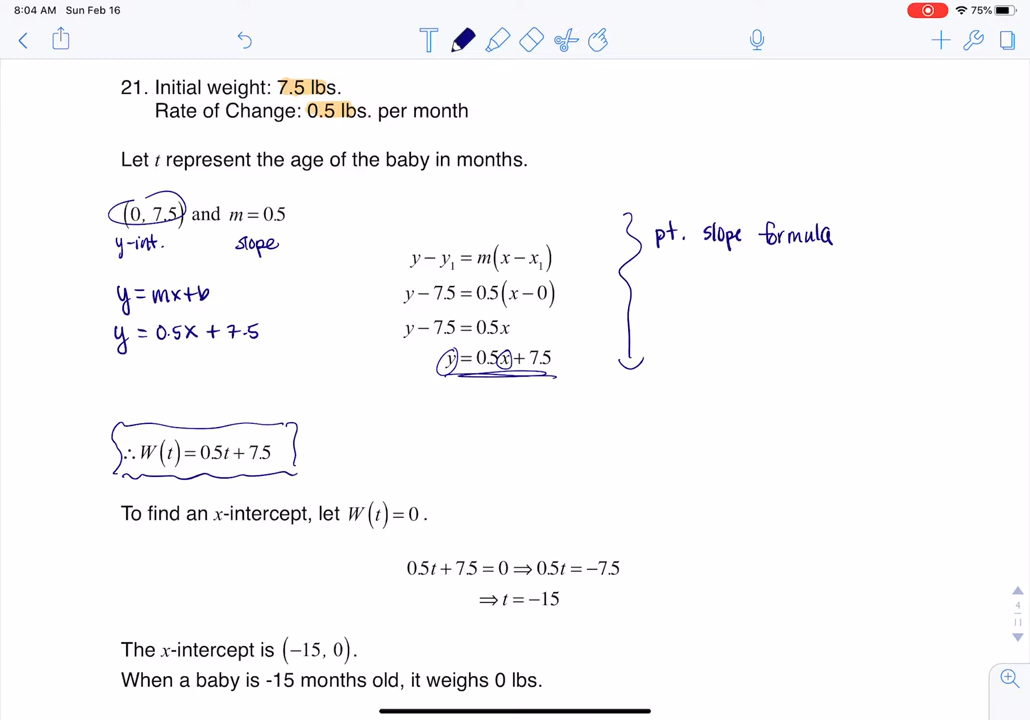 8:04 AM Sun Feb 16
75%
T
21. Initial weight: 7.5 lbs.
Rate of Change: 0.5 lbs. per month
Let t represent the age of the baby in months.
(0, 7.5) and m = 0.5
y-int. slope
y = mx+b
y = 0.5x + 7.5
y − y₁ = m(x − x₁)
y − 7.5 = 0.5(x − 0)
y − 7.5 = 0.5x
y = 0.5x + 7.5
pt. slope formula
∴ W(t) = 0.5t + 7.5
To find an x-intercept, let W(t) = 0.
0.5t + 7.5 = 0 ⇒ 0.5t = −7.5
⇒ t = −15
The x-intercept is (−15, 0).
When a baby is -15 months old, it weighs 0 lbs.
4
11